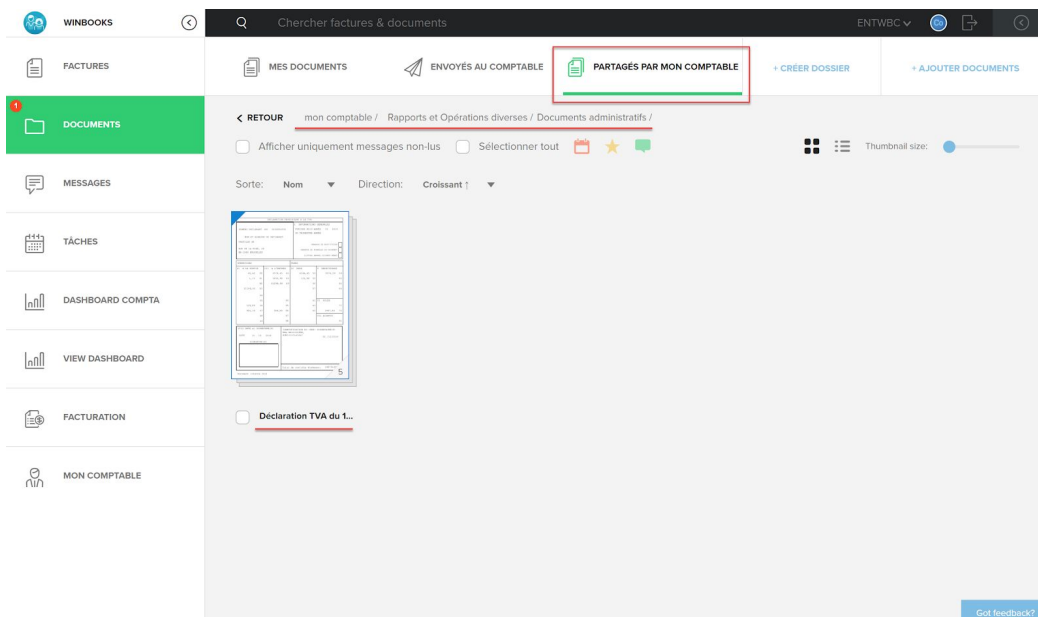 WINBOOKS
Chercher factures & documents
ENTWBC
Co
FACTURES
MES DOCUMENTS
ENVOYÉS AU COMPTABLE
PARTAGÉS PAR MON COMPTABLE
+ CRÉER DOSSIER
+ AJOUTER DOCUMENTS
1
DOCUMENTS
RETOUR mon comptable / Rapports et Opérations diverses / Documents administratifs /
Afficher uniquement messages non-lus Sélectionner tout
Thumbnail size:
MESSAGES
Sorte: Nom Direction: Croissant ↑
TÂCHES
DASHBOARD COMPTA
VIEW DASHBOARD
5
FACTURATION
Déclaration TVA du 1...
MON COMPTABLE
Got feedback?